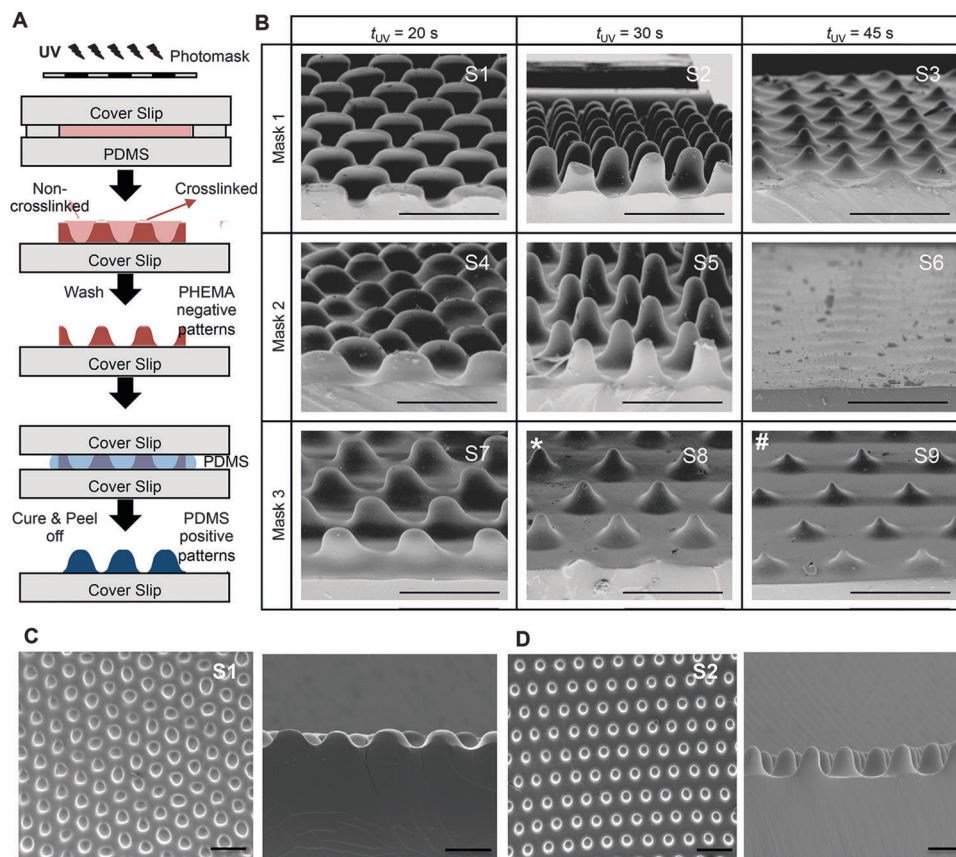 A
UV
Photomask
Cover Slip
PDMS
Non-
crosslinked
Crosslinked
Cover Slip
Wash
PHEMA
negative
patterns
Cover Slip
Cover Slip
PDMS
Cover Slip
Cure & Peel
off
PDMS
positive
patterns
Cover Slip
B
tUV = 20 s
tUV = 30 s
tUV = 45 s
Mask 1
S1
S2
S3
Mask 2
S4
S5
S6
Mask 3
S7
* S8
# S9
C
S1
D
S2